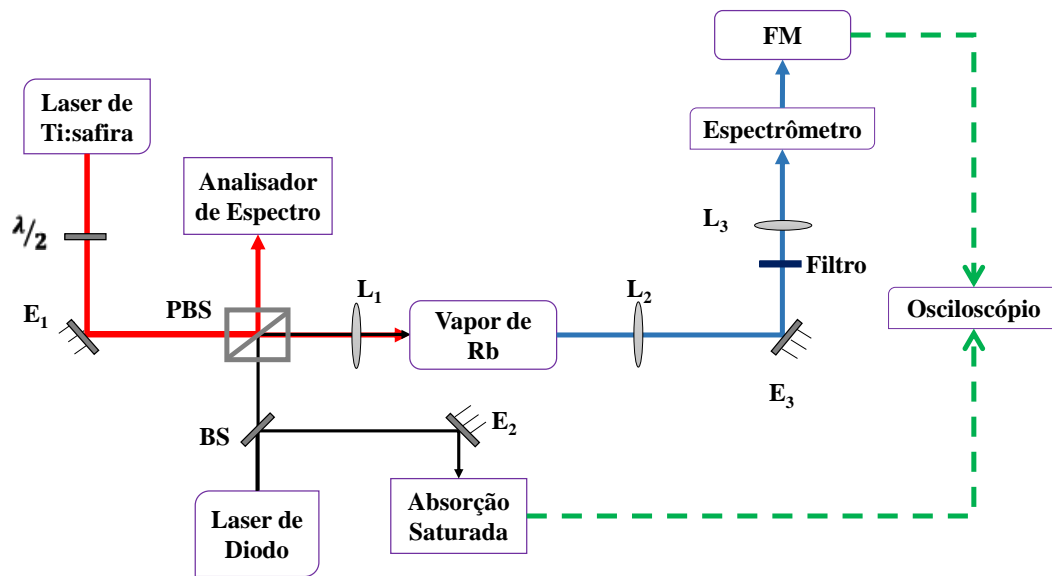 FM
Laser de
Ti:safira
Espectrômetro
Analisador
de Espectro
λ/2
L₃
Filtro
E₁
PBS
L₁
L₂
Vapor de
Rb
Osciloscópio
E₃
BS
E₂
Laser de
Diodo
Absorção
Saturada